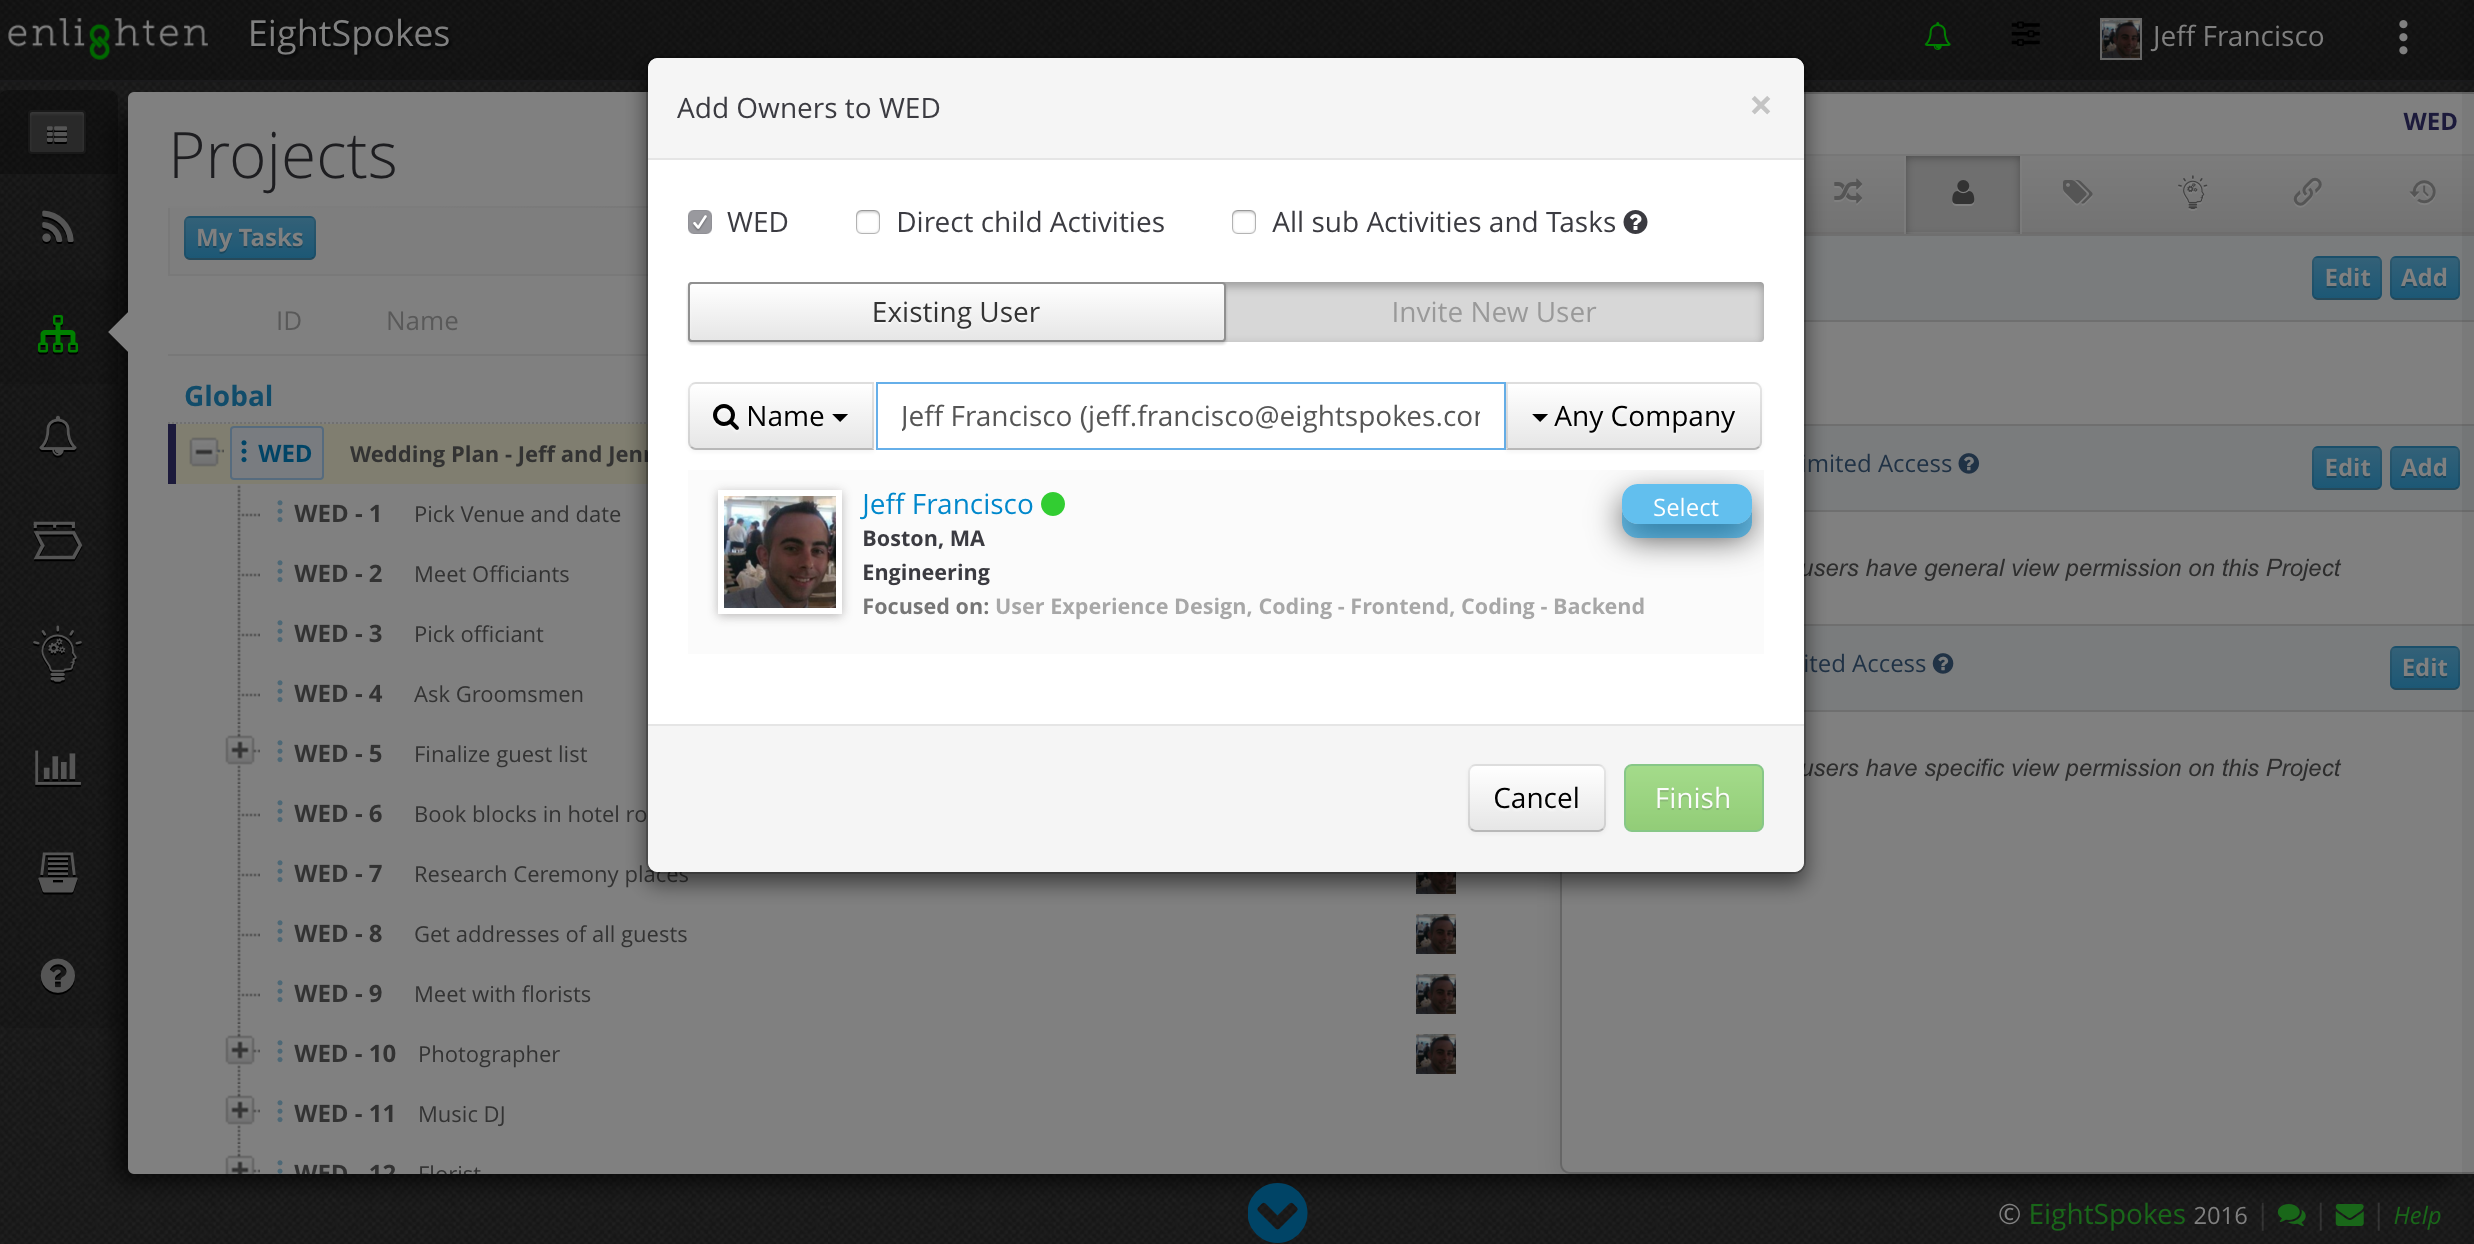 enlighten EightSpokes Jeff Francisco
Add Owners to WED ×
WED
Projects
WED Direct child Activities All sub Activities and Tasks ?
My Tasks
Edit Add
Existing User Invite New User
ID Name
Global
Name Jeff Francisco (jeff.francisco@eightspokes.cor Any Company
WED Wedding Plan - Jeff and Jenn
mited Access ? Edit Add
Jeff Francisco Select
Boston, MA
Engineering
Focused on: User Experience Design, Coding - Frontend, Coding - Backend
WED - 1 Pick Venue and date
WED - 2 Meet Officiants
users have general view permission on this Project
WED - 3 Pick officiant
ited Access ? Edit
WED - 4 Ask Groomsmen
WED - 5 Finalize guest list
users have specific view permission on this Project
Cancel Finish
WED - 6 Book blocks in hotel ro
WED - 7 Research Ceremony places
WED - 8 Get addresses of all guests
WED - 9 Meet with florists
WED - 10 Photographer
WED - 11 Music DJ
WED - 12 Florist
© EightSpokes 2016 | | | Help